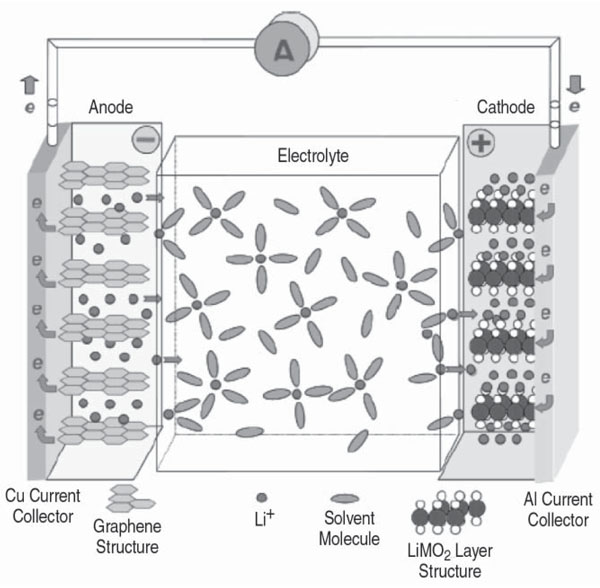 A
e
e
Anode
Cathode
−
+
Electrolyte
e
e
e
e
e
e
e
e
e
e
Cu Current
Collector
Graphene
Structure
Li⁺
Solvent
Molecule
LiMO₂ Layer
Structure
Al Current
Collector